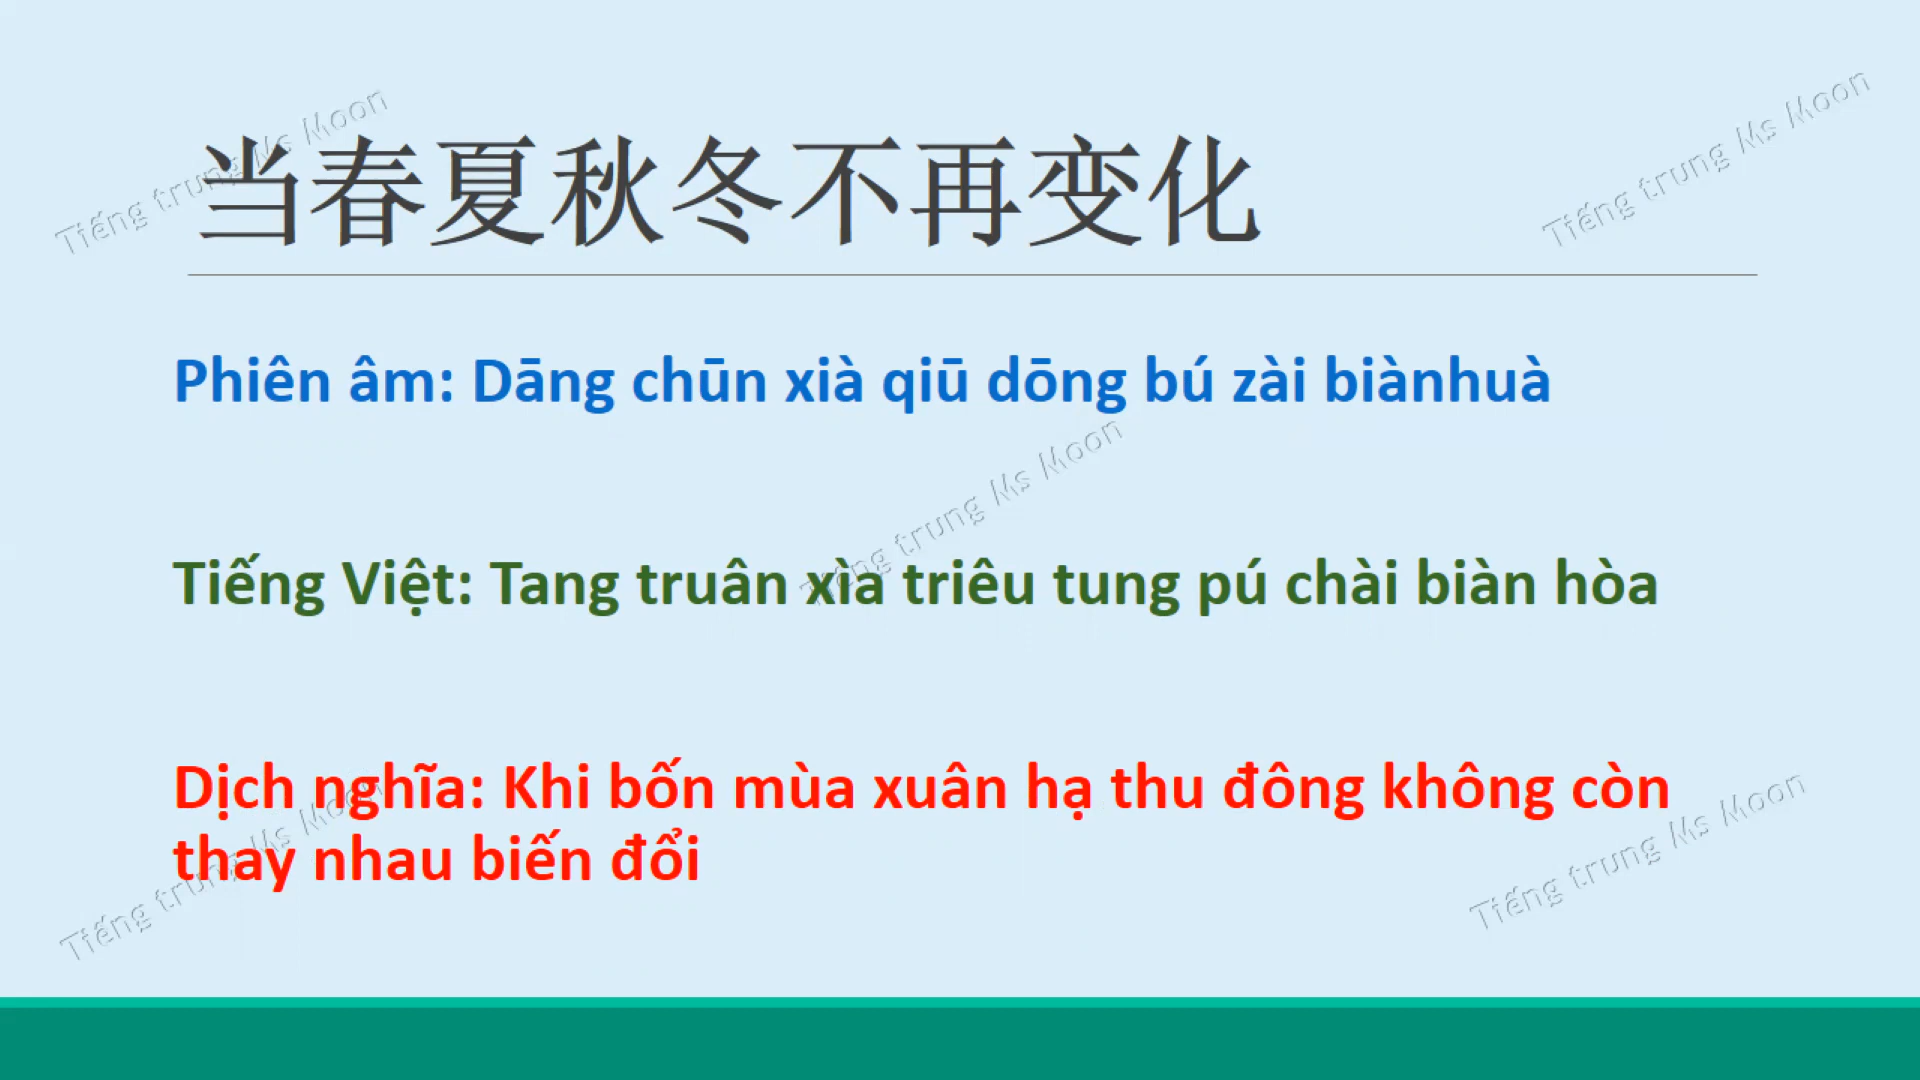 当春夏秋冬不再变化
Phiên âm: Dāng chūn xià qiū dōng bú zài biànhuà
Tiếng Việt: Tang truân xìa triêu tung pú chài biàn hòa
Dịch nghĩa: Khi bốn mùa xuân hạ thu đông không còn
thay nhau biến đổi
Tiếng trung Ms Moon
Tiếng trung Ms Moon
Tiếng trung Ms Moon
Tiếng trung Ms Moon
Tiếng trung Ms Moon